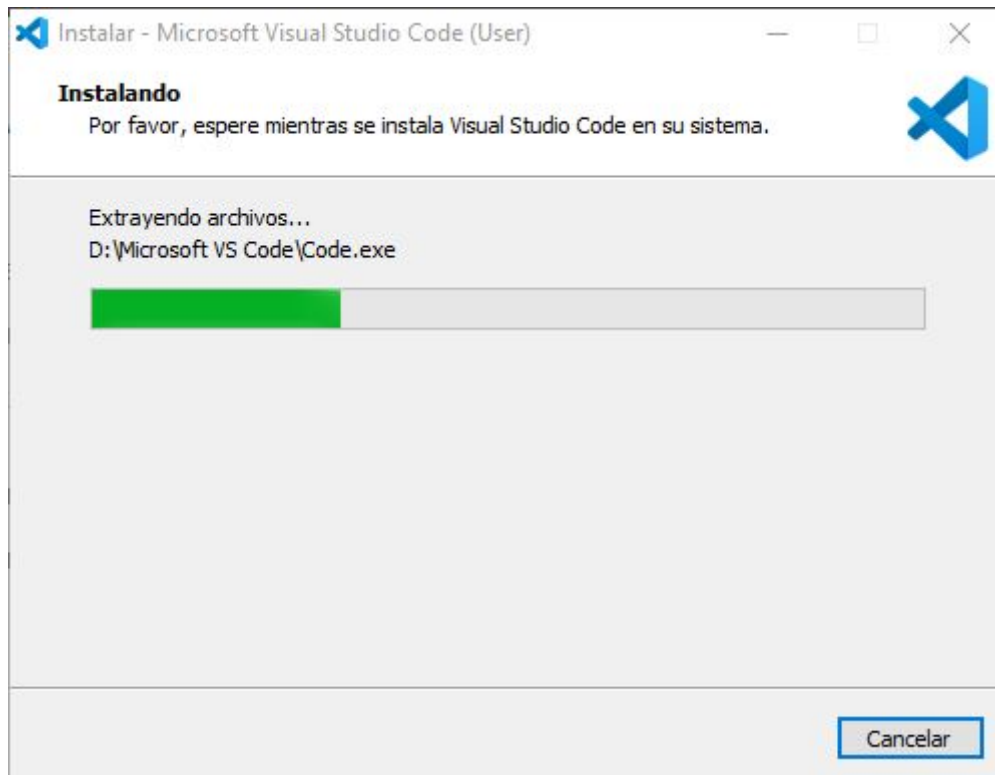 Instalar - Microsoft Visual Studio Code (User)
Instalando
Por favor, espere mientras se instala Visual Studio Code en su sistema.
Extrayendo archivos...
D:\Microsoft VS Code\Code.exe
Cancelar